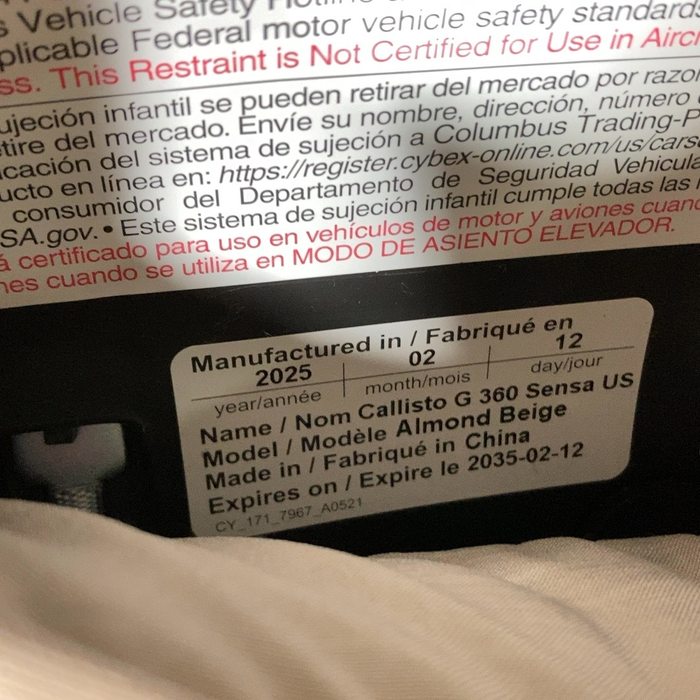 Vehicle Safety
plicable Federal motor vehicle safety standard
ss. This Restraint is Not Certified for Use in Aircr
ujeción infantil se pueden retirar del mercado por razo
tire del mercado. Envíe su nombre, dirección, número
cación del sistema de sujeción a Columbus Trading-P
ucto en línea en: https://register.cybex-online.com/us/cars
consumidor del Departamento de Seguridad Vehicula
SA.gov. • Este sistema de sujeción infantil cumple todas las
á certificado para uso en vehículos de motor y aviones cuand
nes cuando se utiliza en MODO DE ASIENTO ELEVADOR.
Manufactured in / Fabriqué en
2025 02 12
year/année month/mois day/jour
Name / Nom Callisto G 360 Sensa US
Model / Modèle Almond Beige
Made in / Fabriqué in China
Expires on / Expire le 2035-02-12
CY_171_7967_A0521